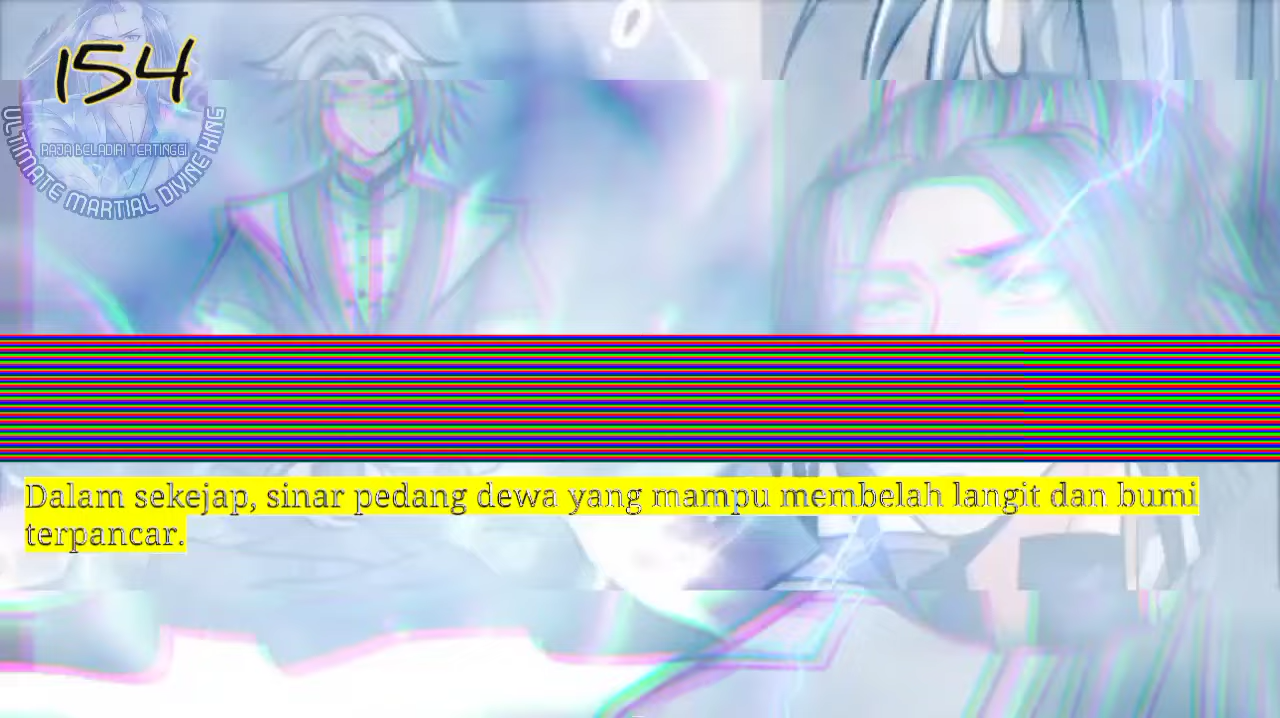 154
RAJA BELADIRI TERTINGGI
ULTIMATE MARTIAL DIVINE KING
Dalam sekejap, sinar pedang dewa yang mampu membelah langit dan bumi
terpancar.